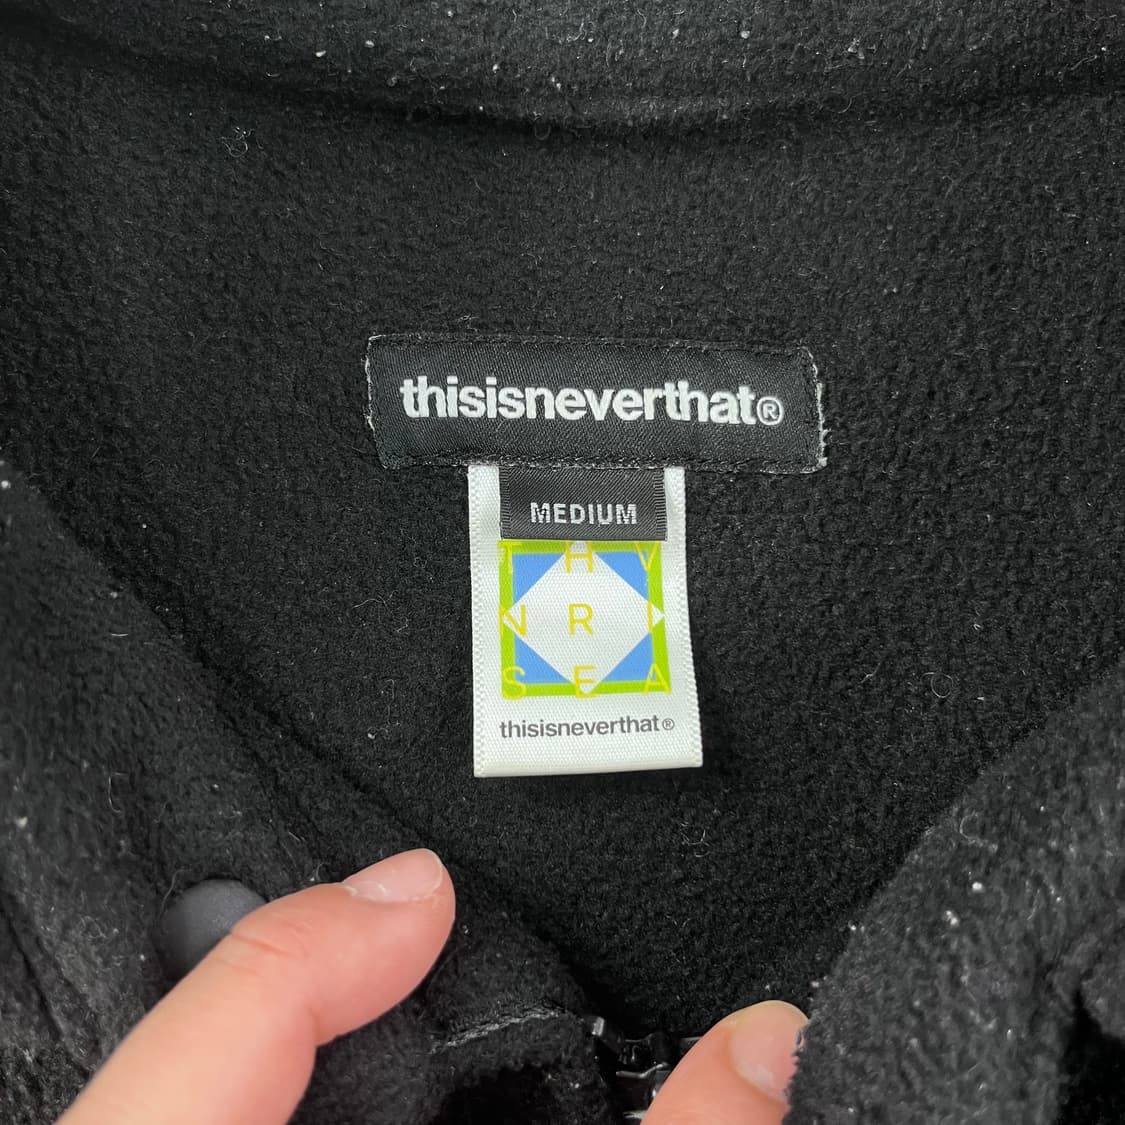 thisisneverthat®
MEDIUM
T H V
N R I
S E A
thisisneverthat®